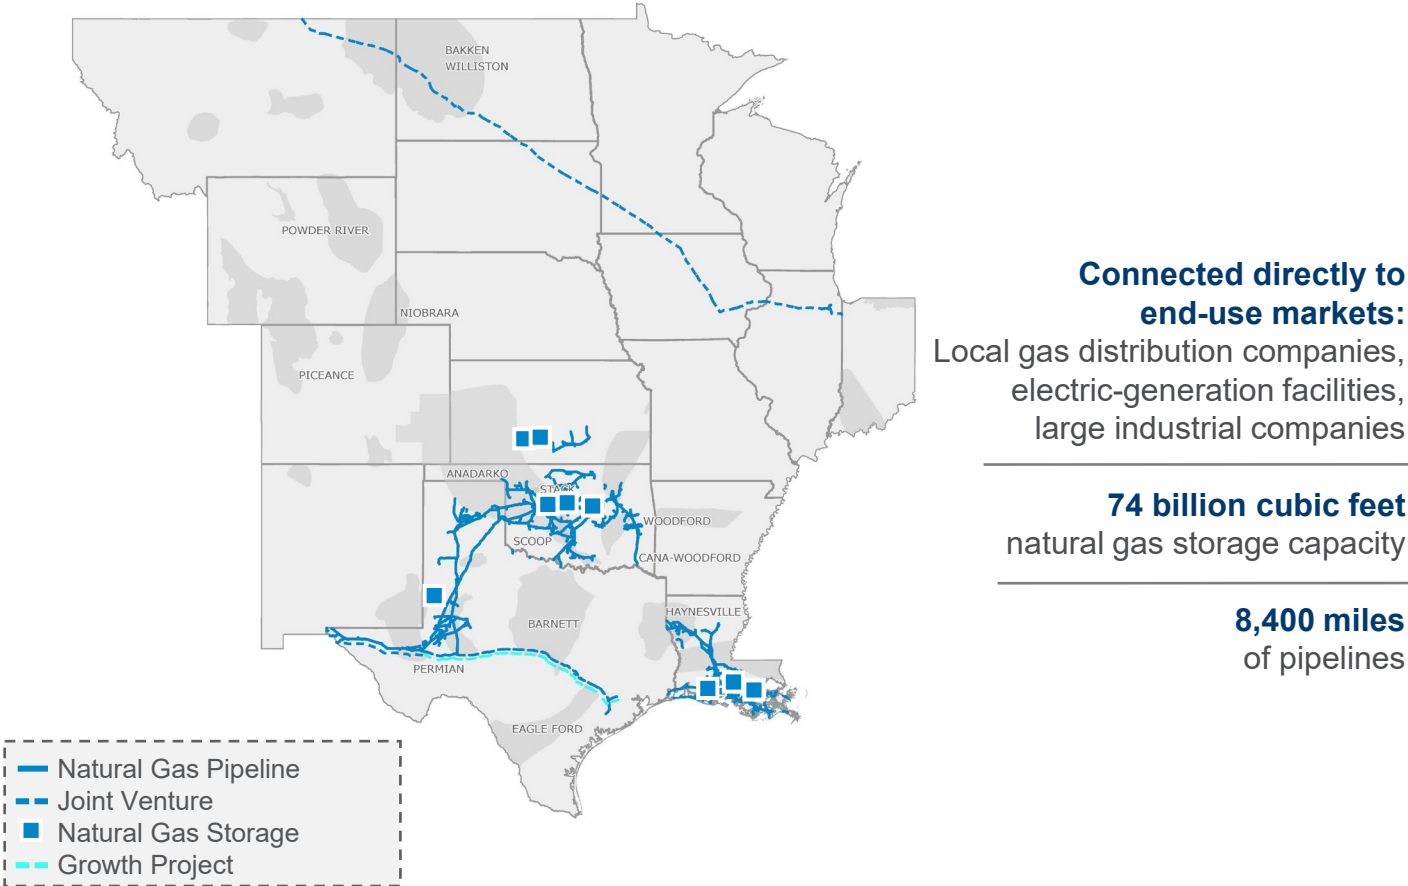 BAKKEN
WILLISTON
POWDER RIVER
NIOBRARA
PICEANCE
ANADARKO
STACK
WOODFORD
SCOOP
CANA-WOODFORD
HAYNESVILLE
BARNETT
PERMIAN
EAGLE FORD
Connected directly to
end-use markets:
Local gas distribution companies,
electric-generation facilities,
large industrial companies
74 billion cubic feet
natural gas storage capacity
8,400 miles
of pipelines
Natural Gas Pipeline
Joint Venture
Natural Gas Storage
Growth Project